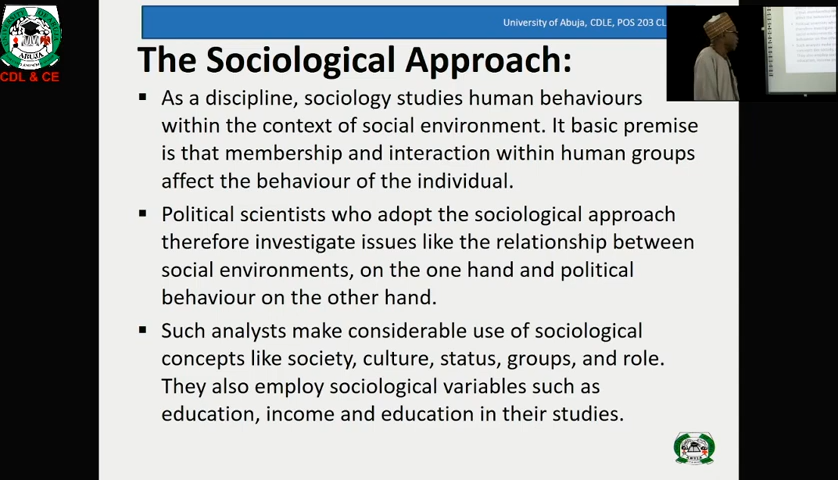 University of Abuja, CDLE, POS 203 CL
The Sociological Approach:
▪ As a discipline, sociology studies human behaviours
within the context of social environment. It basic premise
is that membership and interaction within human groups
affect the behaviour of the individual.
▪ Political scientists who adopt the sociological approach
therefore investigate issues like the relationship between
social environments, on the one hand and political
behaviour on the other hand.
▪ Such analysts make considerable use of sociological
concepts like society, culture, status, groups, and role.
They also employ sociological variables such as
education, income and education in their studies.
ABUJA
CDL & CE